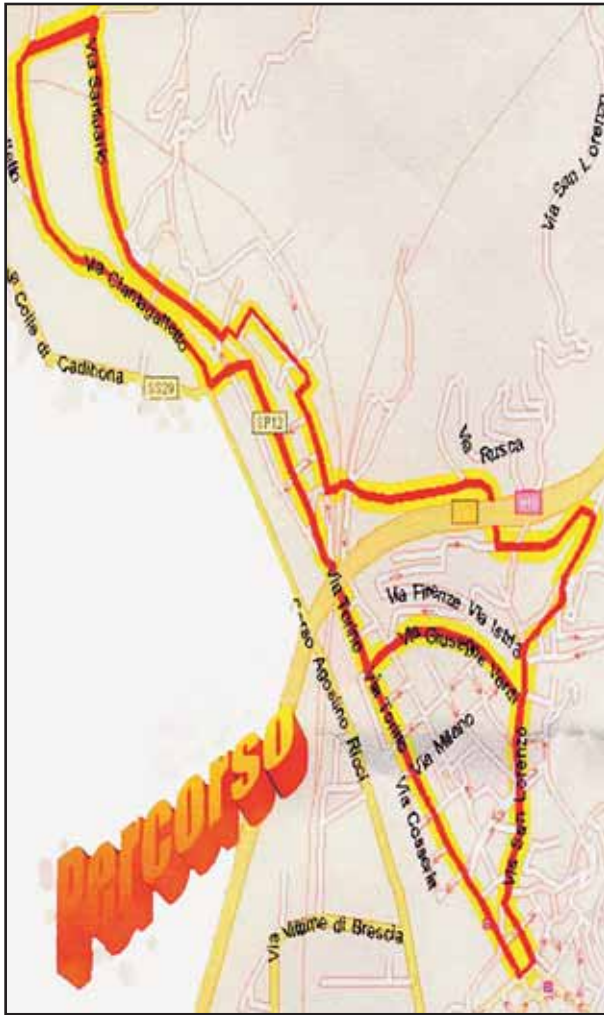 Via Santuario
Via San Lorenzo
Via Ciantagalletto
Colle di Cadibona
SS29
SP12
Via Rusca
Via Firenze Via Istria
Via Giuseppe Verdi
Via Torino
Via Torino
Corso Agostino Ricci
Via Milano
Via Cosseria
Via San Lorenzo
percorso
Via Vittime di Brescia